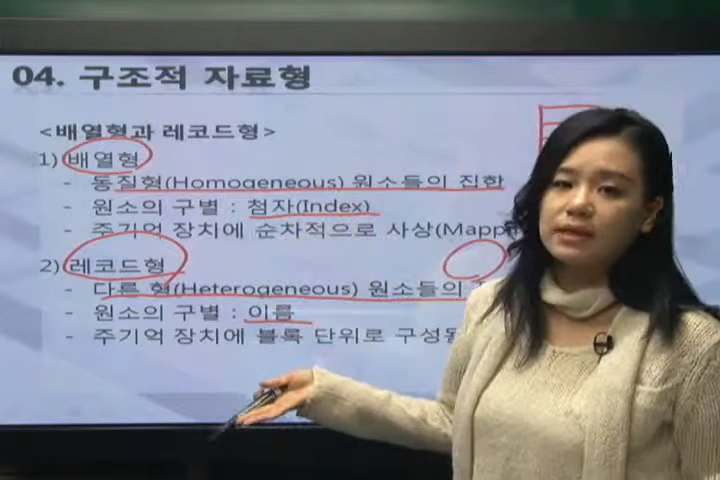 04. 구조적 자료형
<배열형과 레코드형>
1) 배열형
- 동질형(Homogeneous) 원소들의 집합
- 원소의 구별 : 첨자(Index)
- 주기억 장치에 순차적으로 사상(Mapp
2) 레코드형
- 다른 형(Heterogeneous) 원소들의
- 원소의 구별 : 이름
- 주기억 장치에 블록 단위로 구성됨